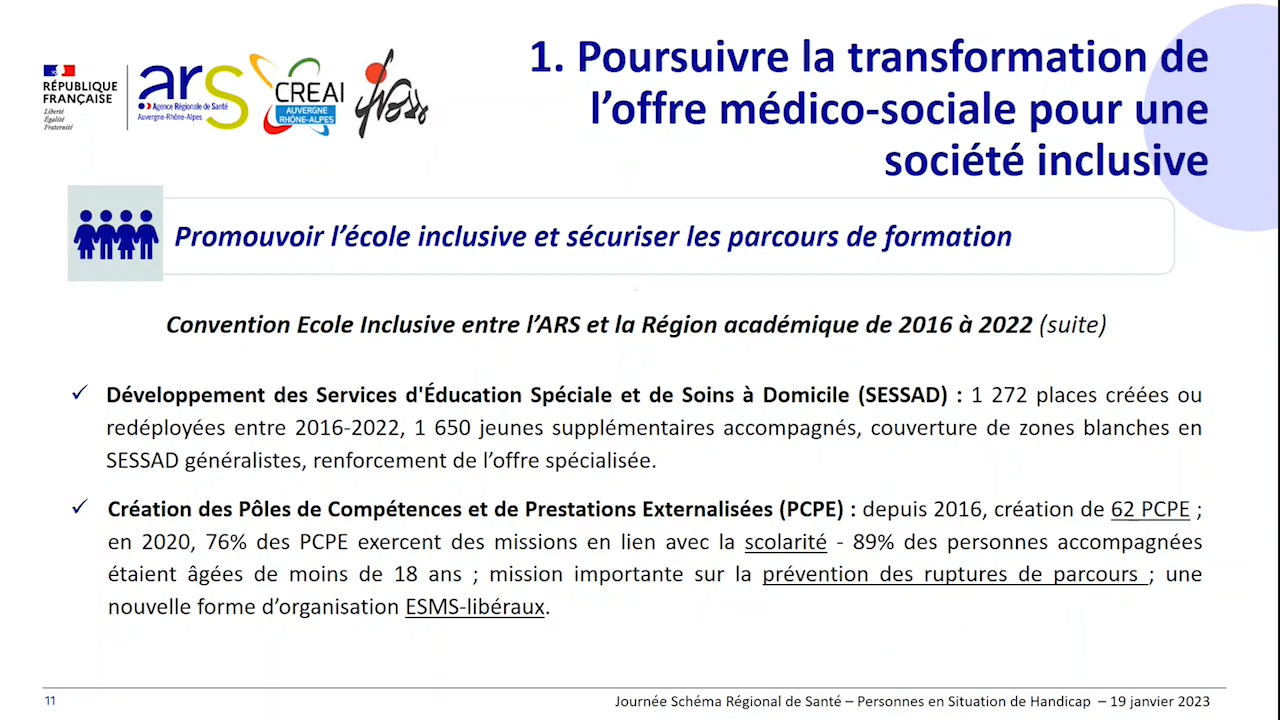 1. Poursuivre la transformation de
l’offre médico-sociale pour une
société inclusive
RÉPUBLIQUE
FRANÇAISE
Liberté
Égalité
Fraternité
ars
Agence Régionale de Santé
Auvergne-Rhône-Alpes
CREAI
AUVERGNE
RHÔNE-ALPES
Promouvoir l’école inclusive et sécuriser les parcours de formation
Convention Ecole Inclusive entre l’ARS et la Région académique de 2016 à 2022 (suite)
✓ Développement des Services d'Éducation Spéciale et de Soins à Domicile (SESSAD) : 1 272 places créées ou
redéployées entre 2016-2022, 1 650 jeunes supplémentaires accompagnés, couverture de zones blanches en
SESSAD généralistes, renforcement de l’offre spécialisée.
✓ Création des Pôles de Compétences et de Prestations Externalisées (PCPE) : depuis 2016, création de 62 PCPE ;
en 2020, 76% des PCPE exercent des missions en lien avec la scolarité - 89% des personnes accompagnées
étaient âgées de moins de 18 ans ; mission importante sur la prévention des ruptures de parcours ; une
nouvelle forme d’organisation ESMS-libéraux.
11
Journée Schéma Régional de Santé – Personnes en Situation de Handicap – 19 janvier 2023